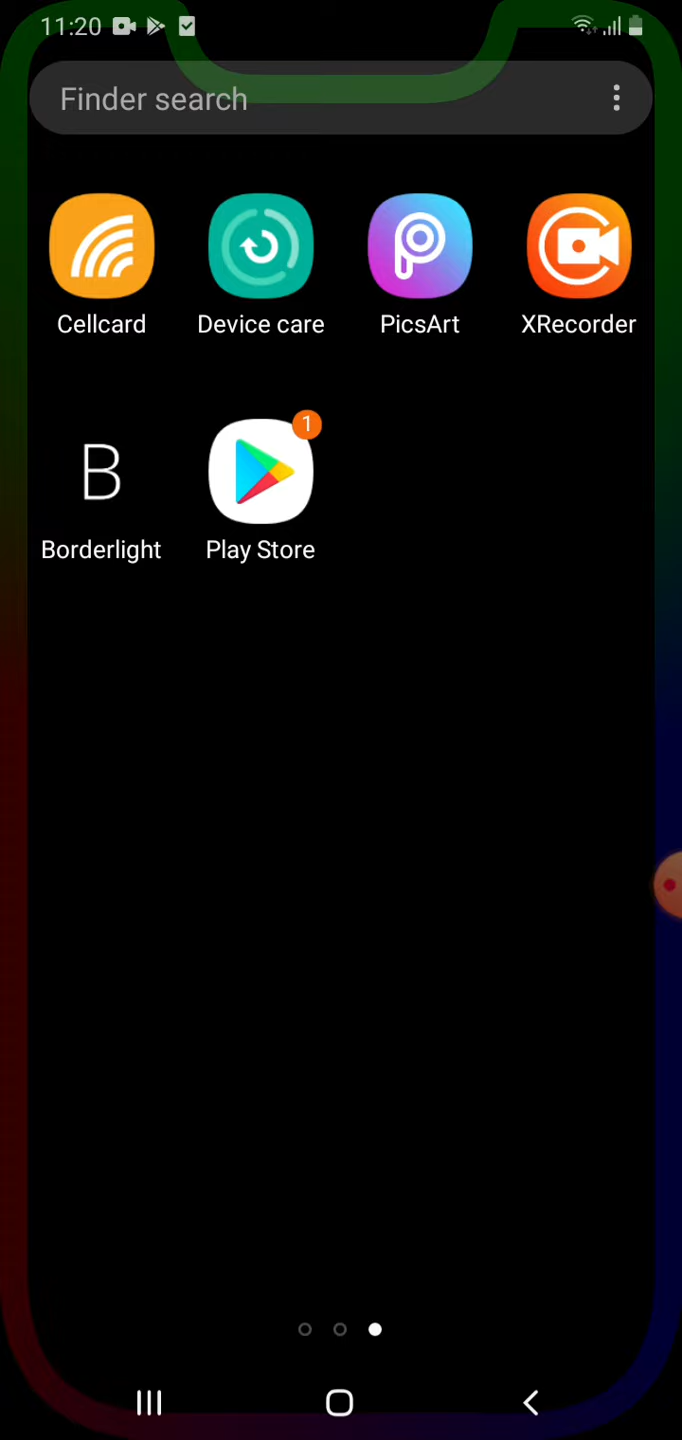 11:20
Finder search
Cellcard
Device care
PicsArt
XRecorder
B
1
Borderlight
Play Store